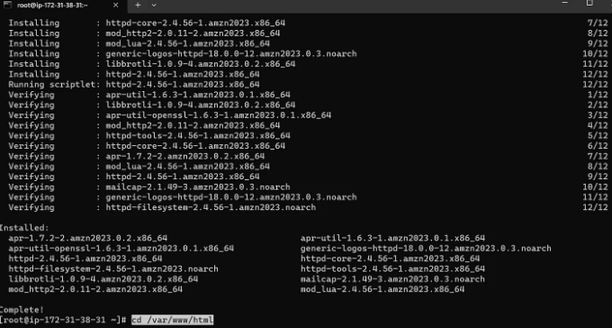 root@ip-172-31-38-31:~
Installing : httpd-core-2.4.56-1.amzn2023.x86_64 7/12
Installing : mod_http2-2.0.11-2.amzn2023.x86_64 8/12
Installing : mod_lua-2.4.56-1.amzn2023.x86_64 9/12
Installing : generic-logos-httpd-18.0.0-12.amzn2023.0.3.noarch 10/12
Installing : libbrotli-1.0.9-4.amzn2023.0.2.x86_64 11/12
Installing : httpd-2.4.56-1.amzn2023.x86_64 12/12
Running scriptlet: httpd-2.4.56-1.amzn2023.x86_64 12/12
Verifying : apr-util-1.6.3-1.amzn2023.0.1.x86_64 1/12
Verifying : libbrotli-1.0.9-4.amzn2023.0.2.x86_64 2/12
Verifying : apr-util-openssl-1.6.3-1.amzn2023.0.1.x86_64 3/12
Verifying : mod_http2-2.0.11-2.amzn2023.x86_64 4/12
Verifying : httpd-tools-2.4.56-1.amzn2023.x86_64 5/12
Verifying : httpd-core-2.4.56-1.amzn2023.x86_64 6/12
Verifying : apr-1.7.2-2.amzn2023.0.2.x86_64 7/12
Verifying : mod_lua-2.4.56-1.amzn2023.x86_64 8/12
Verifying : httpd-2.4.56-1.amzn2023.x86_64 9/12
Verifying : mailcap-2.1.49-3.amzn2023.0.3.noarch 10/12
Verifying : generic-logos-httpd-18.0.0-12.amzn2023.0.3.noarch 11/12
Verifying : httpd-filesystem-2.4.56-1.amzn2023.noarch 12/12
Installed:
apr-1.7.2-2.amzn2023.0.2.x86_64 apr-util-1.6.3-1.amzn2023.0.1.x86_64
apr-util-openssl-1.6.3-1.amzn2023.0.1.x86_64 generic-logos-httpd-18.0.0-12.amzn2023.0.3.noarch
httpd-2.4.56-1.amzn2023.x86_64 httpd-core-2.4.56-1.amzn2023.x86_64
httpd-filesystem-2.4.56-1.amzn2023.noarch httpd-tools-2.4.56-1.amzn2023.x86_64
libbrotli-1.0.9-4.amzn2023.0.2.x86_64 mailcap-2.1.49-3.amzn2023.0.3.noarch
mod_http2-2.0.11-2.amzn2023.x86_64 mod_lua-2.4.56-1.amzn2023.x86_64
Complete!
[root@ip-172-31-38-31 ~]# cd /var/www/html